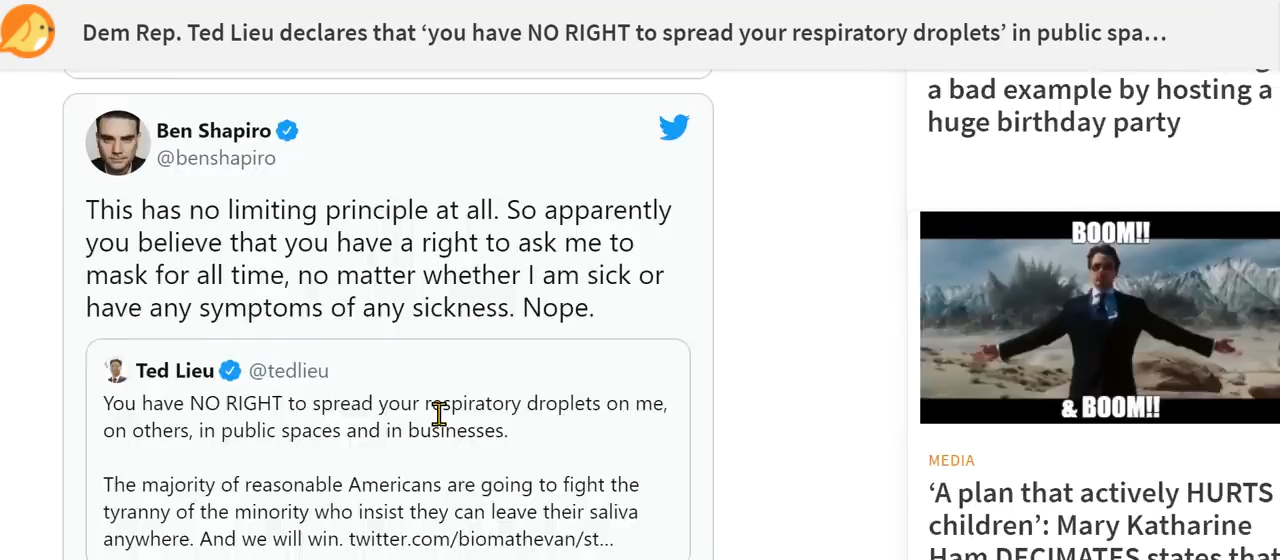 Dem Rep. Ted Lieu declares that ‘you have NO RIGHT to spread your respiratory droplets’ in public spa…
Ben Shapiro
@benshapiro
This has no limiting principle at all. So apparently
you believe that you have a right to ask me to
mask for all time, no matter whether I am sick or
have any symptoms of any sickness. Nope.
Ted Lieu @tedlieu
You have NO RIGHT to spread your respiratory droplets on me,
on others, in public spaces and in businesses.
The majority of reasonable Americans are going to fight the
tyranny of the minority who insist they can leave their saliva
anywhere. And we will win. twitter.com/biomathevan/st…
a bad example by hosting a
huge birthday party
BOOM!!
& BOOM!!
MEDIA
‘A plan that actively HURTS
children’: Mary Katharine
Ham DECIMATES states that